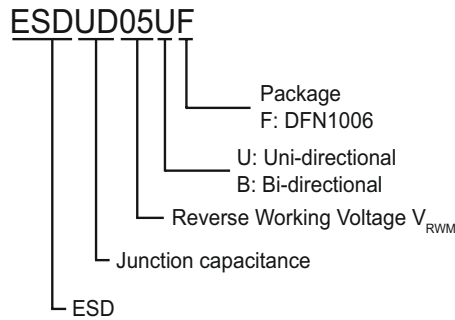 ESDUD05UF
Package
F: DFN1006
U: Uni-directional
B: Bi-directional
Reverse Working Voltage VRWM
Junction capacitance
ESD